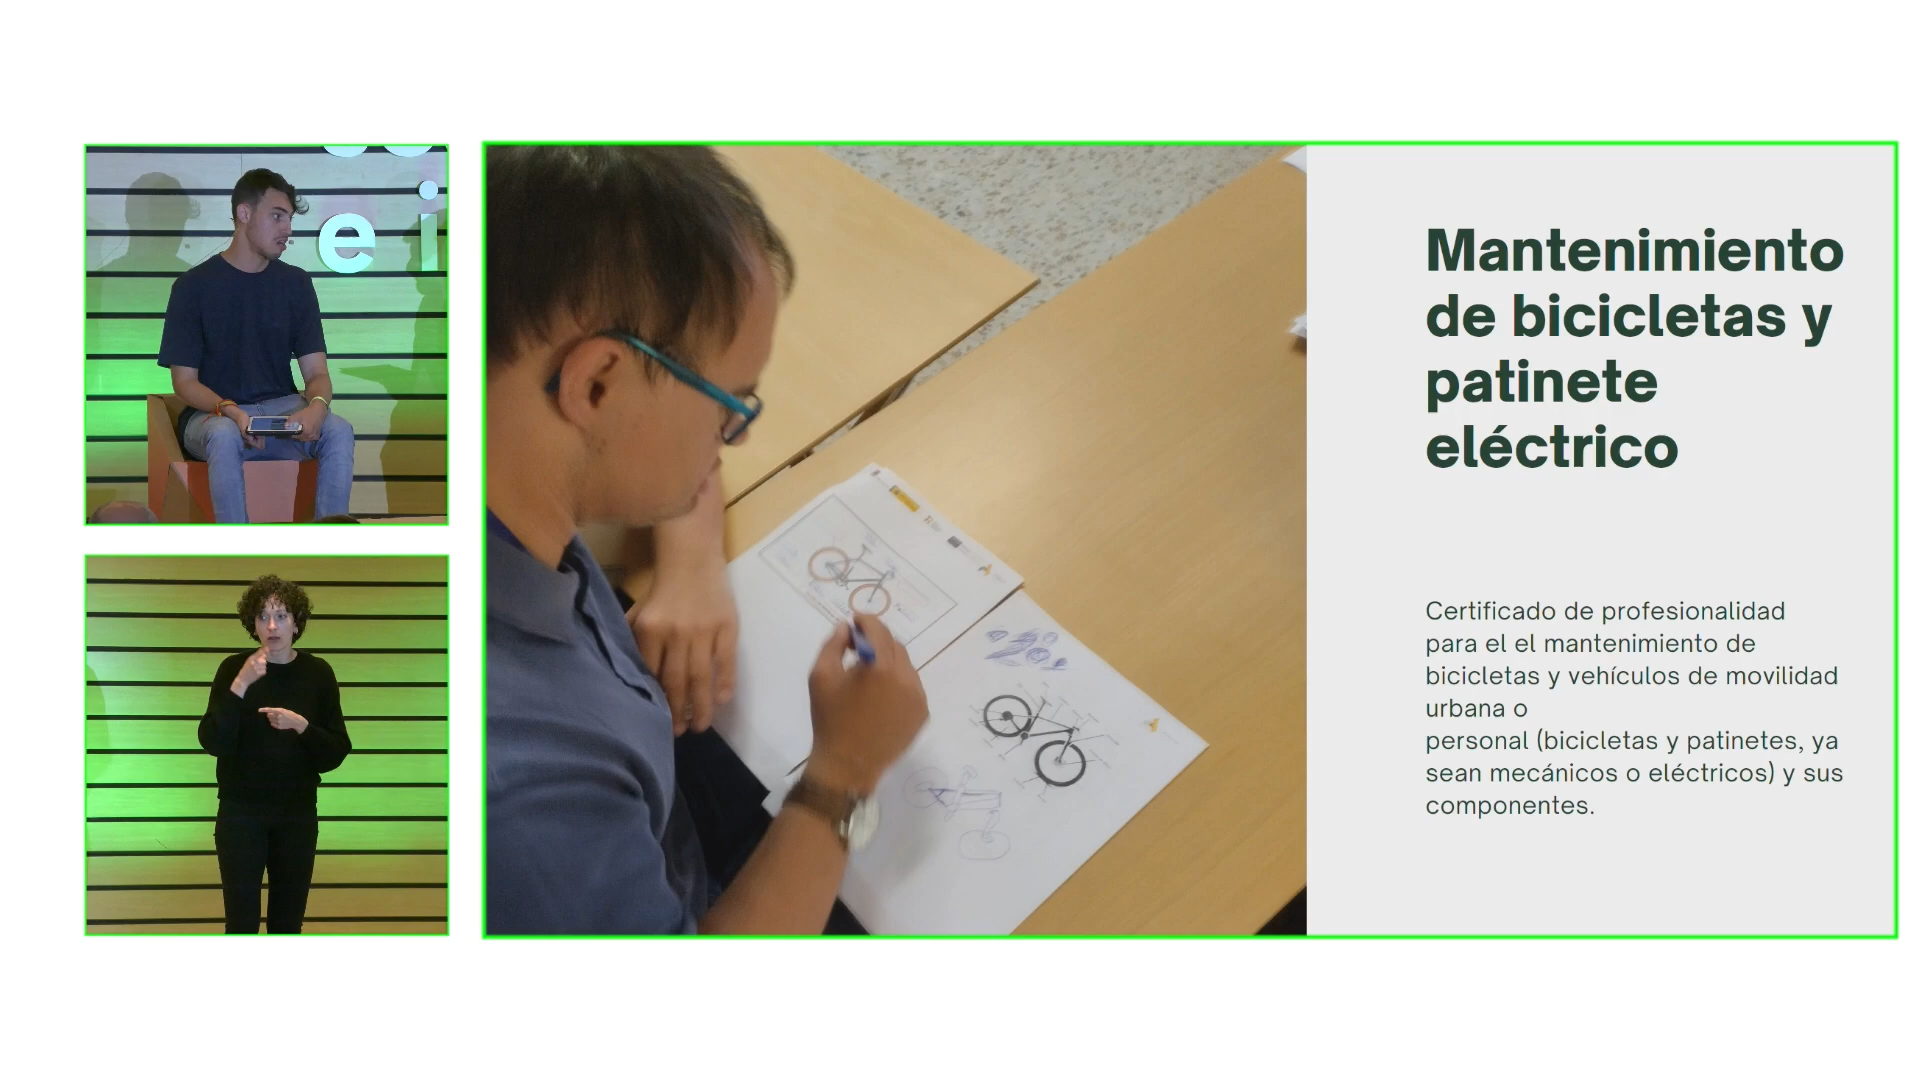 e i
Mantenimiento
de bicicletas y
patinete
eléctrico
Certificado de profesionalidad
para el el mantenimiento de
bicicletas y vehículos de movilidad
urbana o
personal (bicicletas y patinetes, ya
sean mecánicos o eléctricos) y sus
componentes.